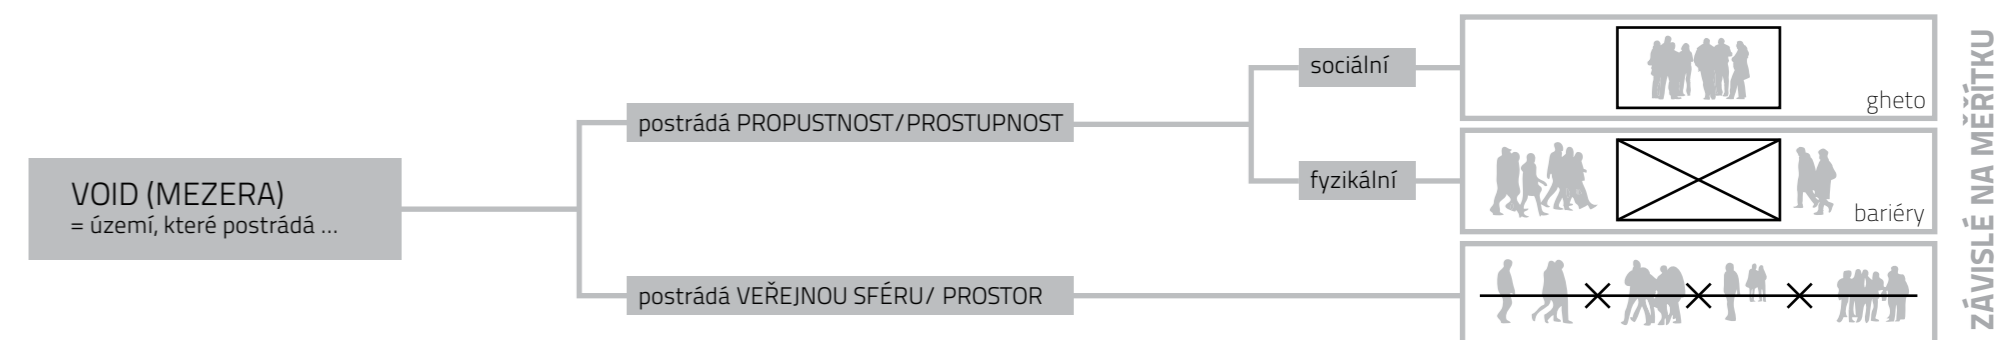 VOID (MEZERA)
= území, které postrádá ...
postrádá PROPUSTNOST/PROSTUPNOST
sociální
gheto
fyzikální
bariéry
postrádá VEŘEJNOU SFÉRU/ PROSTOR
ZÁVISLÉ NA MĚŘÍTKU